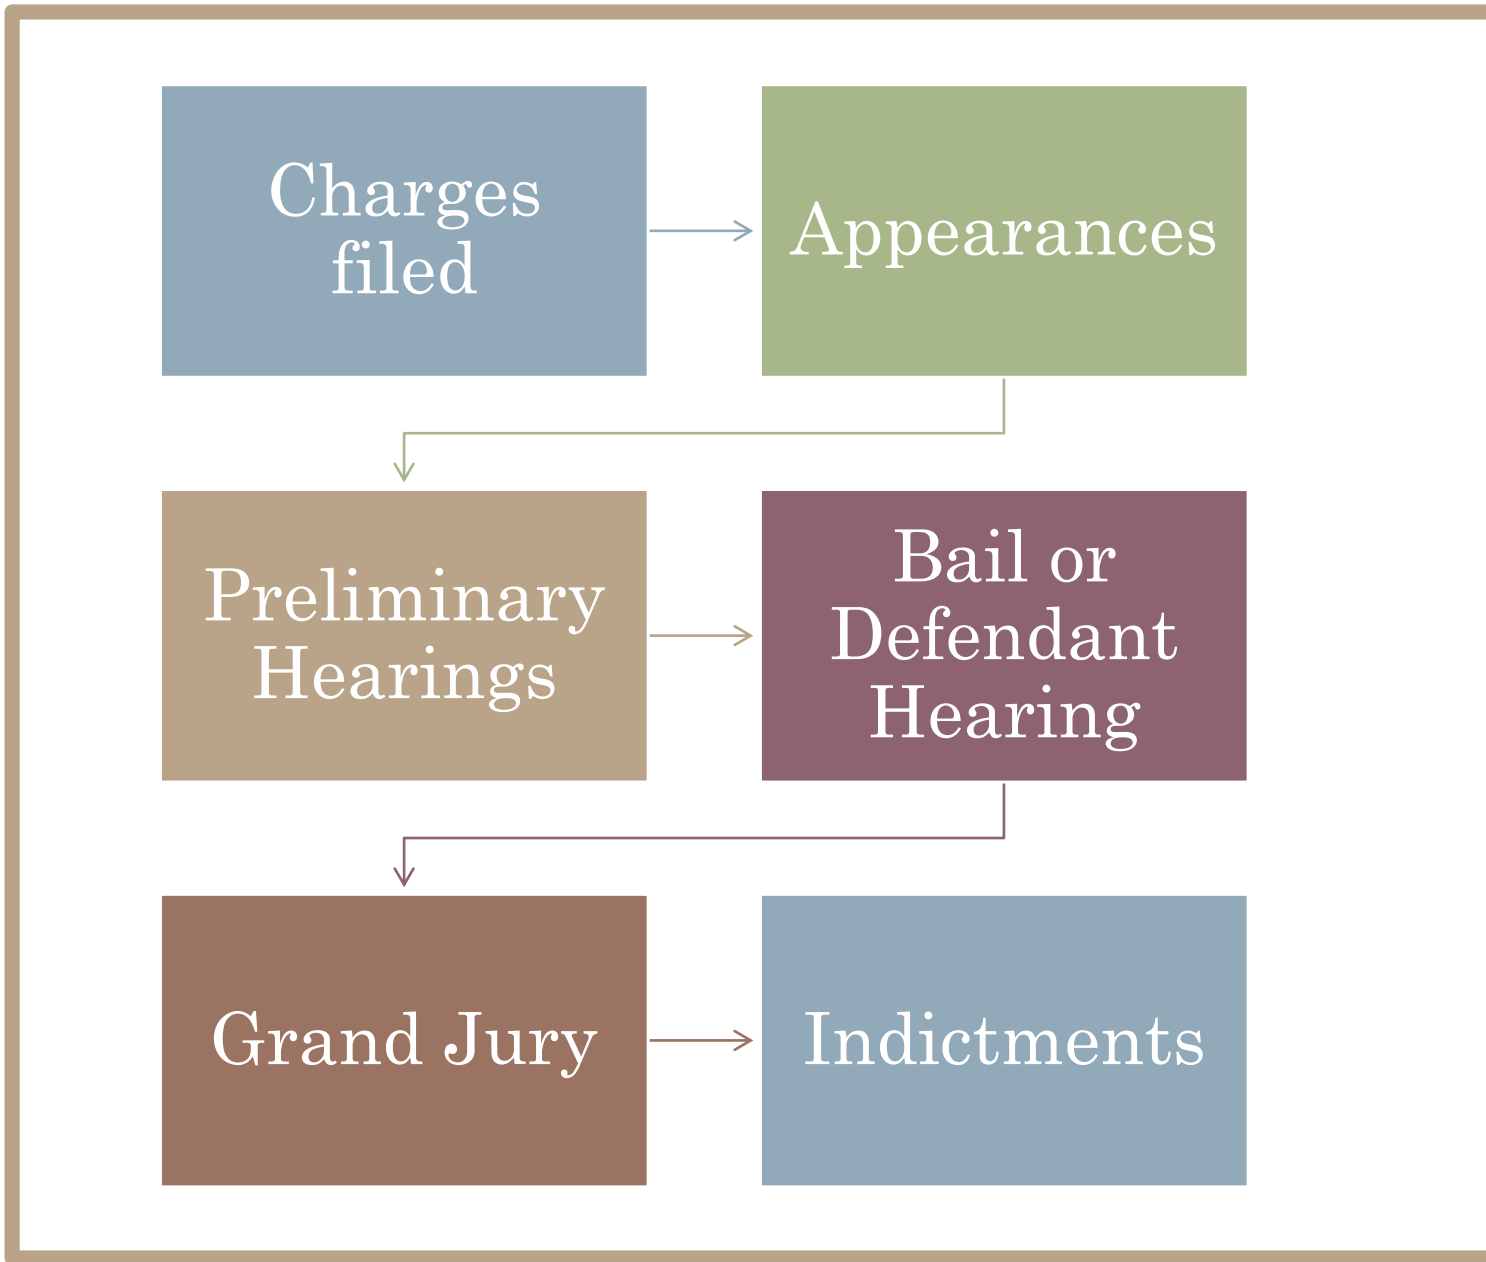 Charges
filed
Appearances
Preliminary
Hearings
Bail or
Defendant
Hearing
Grand Jury
Indictments